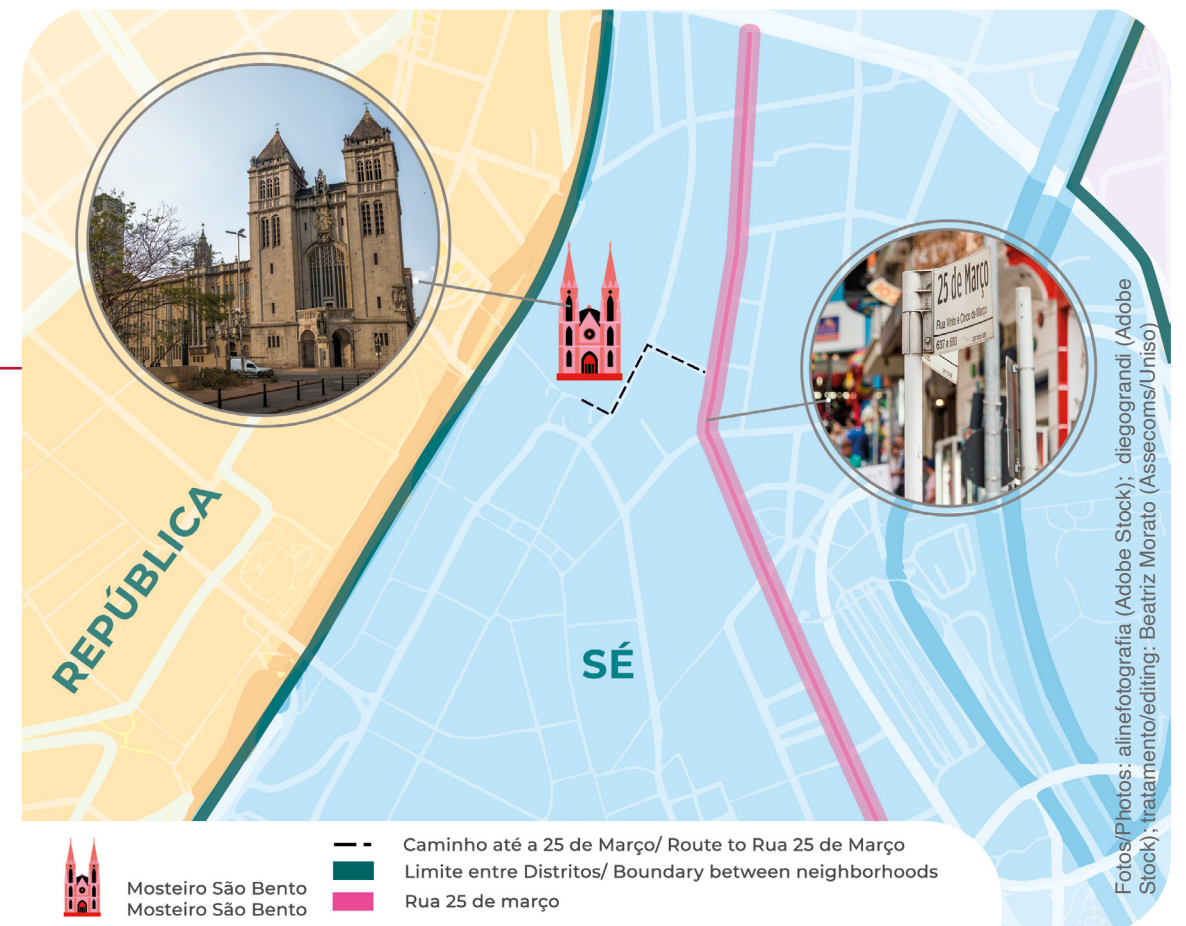 REPÚBLICA
SÉ
25 de Março
Rua Vinte e Cinco de Março
637 a 693
Mosteiro São Bento
Mosteiro São Bento
Caminho até a 25 de Março/ Route to Rua 25 de Março
Limite entre Distritos/ Boundary between neighborhoods
Rua 25 de março
Fotos/Photos: alinefotografia (Adobe Stock); diegograndi (Adobe
Stock); tratamento/editing: Beatriz Morato (Assecoms/Uniso)